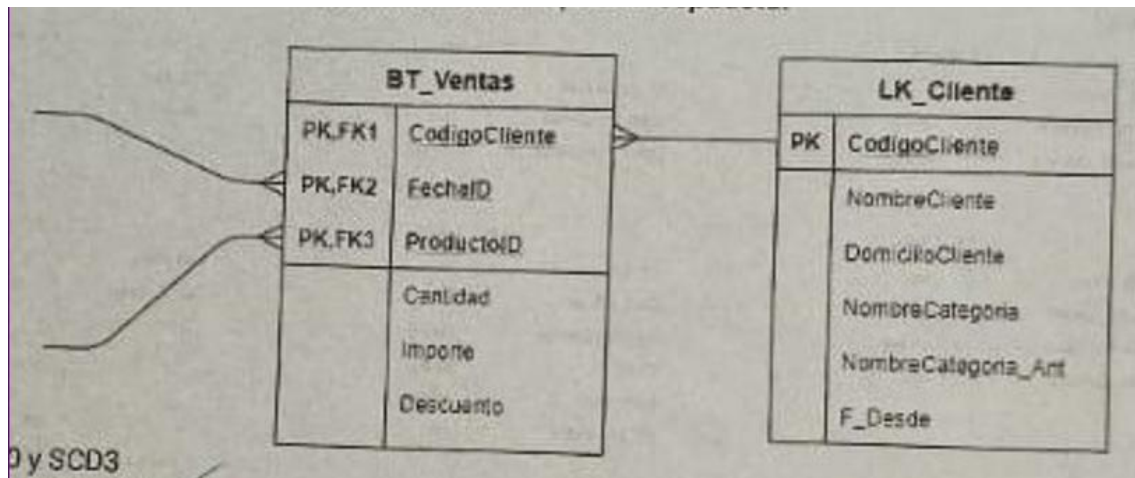 BT_Ventas
PK,FK1 CodigoCliente
PK,FK2 FechaID
PK,FK3 ProductoID
Cantidad
Importe
Descuento
LK_Cliente
PK CodigoCliente
NombreCliente
DomicilioCliente
NombreCategoria
NombreCategoria_Ant
F_Desde
y SCD3